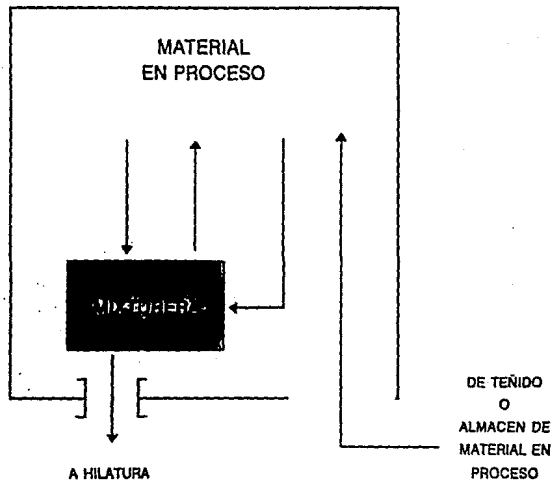 MATERIAL
EN PROCESO
DE TEÑIDO
O
ALMACEN DE
MATERIAL EN
PROCESO
A HILATURA